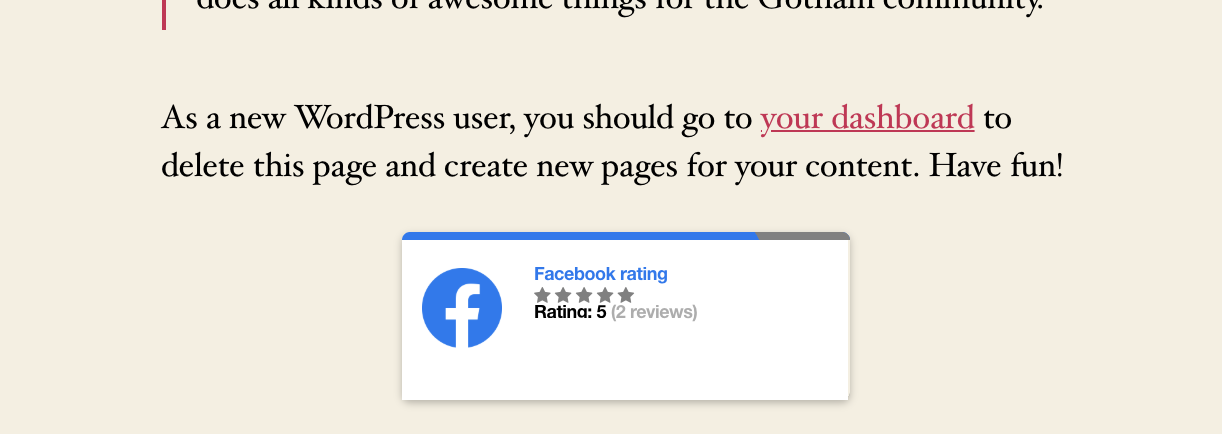 does all kinds of awesome things for the Gotham community.
As a new WordPress user, you should go to your dashboard to
delete this page and create new pages for your content. Have fun!
Facebook rating
Rating: 5 (2 reviews)